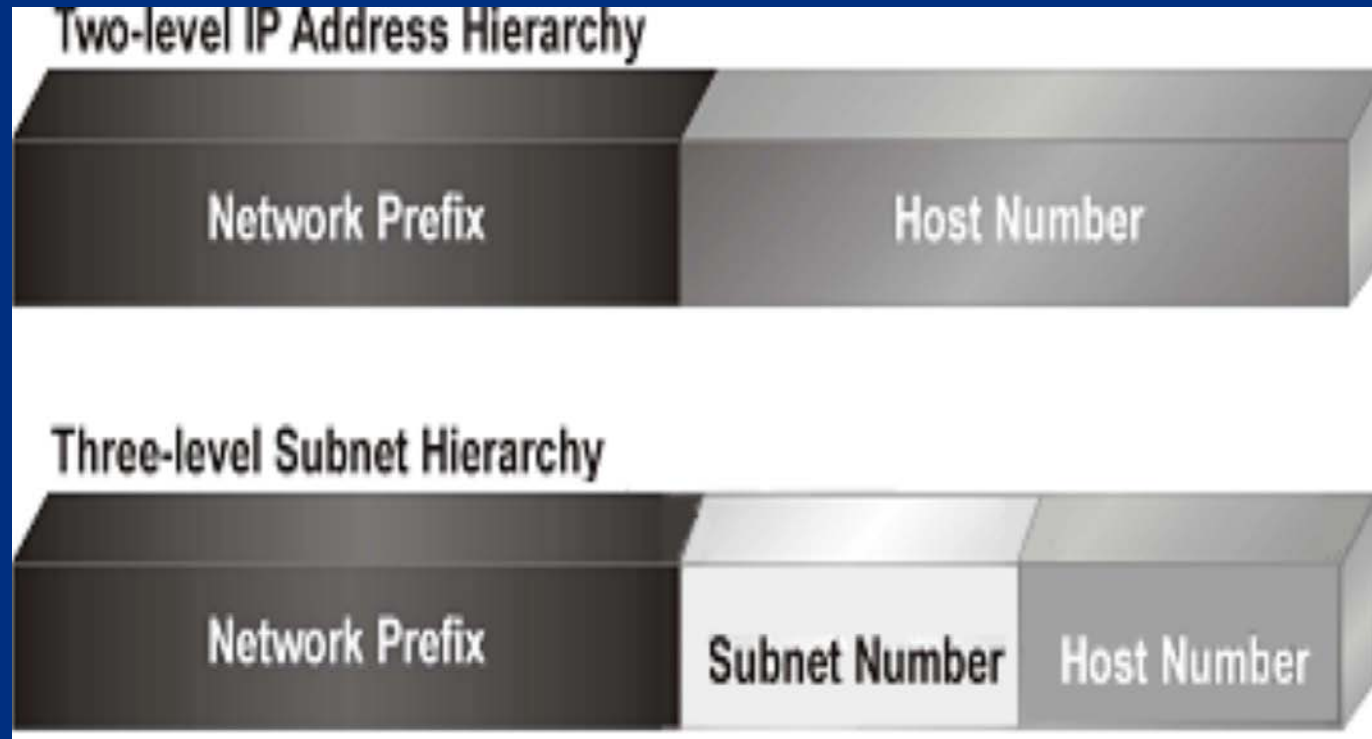 Two-level IP Address Hierarchy
Network Prefix Host Number
Three-level Subnet Hierarchy
Network Prefix Subnet Number Host Number